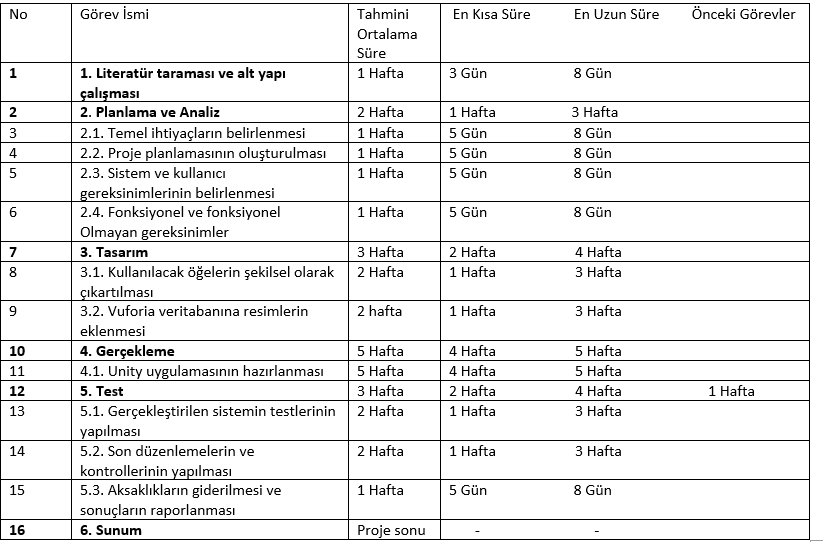 No Görev İsmi Tahmini Ortalama Süre En Kısa Süre En Uzun Süre Önceki Görevler
1 1. Literatür taraması ve alt yapı çalışması 1 Hafta 3 Gün 8 Gün
2 2. Planlama ve Analiz 2 Hafta 1 Hafta 3 Hafta
3 2.1. Temel ihtiyaçların belirlenmesi 1 Hafta 5 Gün 8 Gün
4 2.2. Proje planlamasının oluşturulması 1 Hafta 5 Gün 8 Gün
5 2.3. Sistem ve kullanıcı gereksinimlerinin belirlenmesi 1 Hafta 5 Gün 8 Gün
6 2.4. Fonksiyonel ve fonksiyonel Olmayan gereksinimler 1 Hafta 5 Gün 8 Gün
7 3. Tasarım 3 Hafta 2 Hafta 4 Hafta
8 3.1. Kullanılacak öğelerin şekilsel olarak çıkartılması 2 Hafta 1 Hafta 3 Hafta
9 3.2. Vuforia veritabanına resimlerin eklenmesi 2 hafta 1 Hafta 3 Hafta
10 4. Gerçekleme 5 Hafta 4 Hafta 5 Hafta
11 4.1. Unity uygulamasının hazırlanması 5 Hafta 4 Hafta 5 Hafta
12 5. Test 3 Hafta 2 Hafta 4 Hafta 1 Hafta
13 5.1. Gerçekleştirilen sistemin testlerinin yapılması 2 Hafta 1 Hafta 3 Hafta
14 5.2. Son düzenlemelerin ve kontrollerinin yapılması 2 Hafta 1 Hafta 3 Hafta
15 5.3. Aksaklıkların giderilmesi ve sonuçların raporlanması 1 Hafta 5 Gün 8 Gün
16 6. Sunum Proje sonu - -